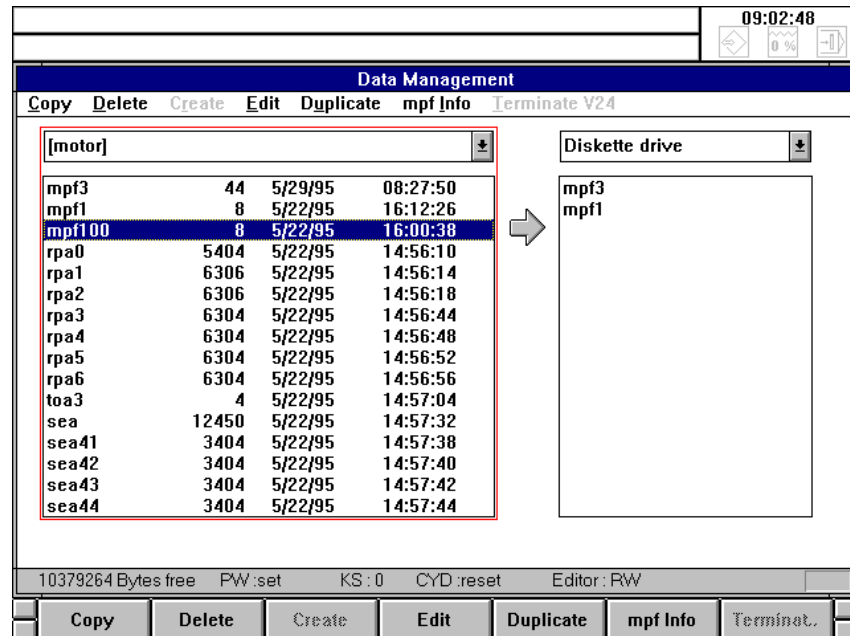 09:02:48
0 %
Data Management
Copy Delete Create Edit Duplicate mpf Info Terminate V24
[motor] Diskette drive
mpf3 44 5/29/95 08:27:50 mpf3
mpf1 8 5/22/95 16:12:26 mpf1
mpf100 8 5/22/95 16:00:38
rpa0 5404 5/22/95 14:56:10
rpa1 6306 5/22/95 14:56:14
rpa2 6306 5/22/95 14:56:18
rpa3 6304 5/22/95 14:56:44
rpa4 6304 5/22/95 14:56:48
rpa5 6304 5/22/95 14:56:52
rpa6 6304 5/22/95 14:56:56
toa3 4 5/22/95 14:57:04
sea 12450 5/22/95 14:57:32
sea41 3404 5/22/95 14:57:38
sea42 3404 5/22/95 14:57:40
sea43 3404 5/22/95 14:57:42
sea44 3404 5/22/95 14:57:44
10379264 Bytes free PW :set KS : 0 CYD :reset Editor : RW
Copy Delete Create Edit Duplicate mpf Info Terminat..